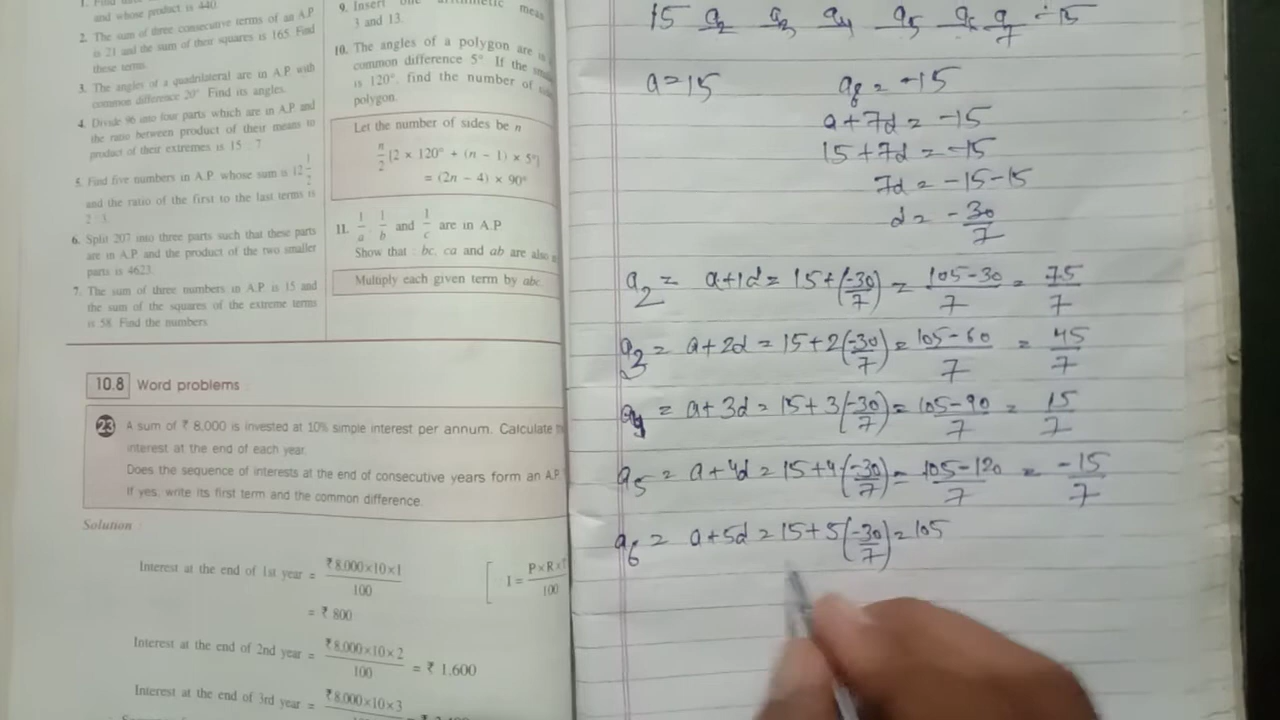 and whose product is 440.
2. The sum of three consecutive terms of an A.P.
is 21 and the sum of their squares is 165. Find
these terms.
3. The angles of a quadrilateral are in A.P. with
common difference 20°. Find its angles.
4. Divide 96 into four parts which are in A.P. and
the ratio between product of their means to
product of their extremes is 15 : 7.
5. Find five numbers in A.P. whose sum is 12 1/2
and the ratio of the first to the last terms is
2 : 3.
6. Split 207 into three parts such that these parts
are in A.P. and the product of the two smaller
parts is 4623.
7. The sum of three numbers in A.P. is 15 and
the sum of the squares of the extreme terms
is 58. Find the numbers.
9. Insert one arithmetic mean
3 and 13.
10. The angles of a polygon are in
common difference 5°. If the
is 120°, find the number of
polygon.
Let the number of sides be n
n/2 [2 × 120° + (n − 1) × 5°]
= (2n − 4) × 90°
11. 1/a, 1/b and 1/c are in A.P.
Show that : bc, ca and ab are also
Multiply each given term by abc.
10.8 Word problems
23 A sum of ₹ 8,000 is invested at 10% simple interest per annum. Calculate
interest at the end of each year.
Does the sequence of interests at the end of consecutive years form an A.P.
If yes, write its first term and the common difference.
Solution :
Interest at the end of 1st year = ₹ 8,000×10×1/100 [ I = P×R×T/100
= ₹ 800
Interest at the end of 2nd year = ₹ 8,000×10×2/100 = ₹ 1,600
Interest at the end of 3rd year = ₹ 8,000×10×3
15 a2 a3 a4 a5 a6 a7 -15
a=15 a8 = -15
a+7d = -15
15+7d = -15
7d = -15-15
d = -30/7
a2 = a+1d = 15+(-30/7) = 105-30/7 = 75/7
a3 = a+2d = 15+2(-30/7) = 105-60/7 = 45/7
a4 = a+3d = 15+3(-30/7) = 105-90/7 = 15/7
a5 = a+4d = 15+4(-30/7) = 105-120/7 = -15/7
a6 = a+5d = 15+5(-30/7) = 105